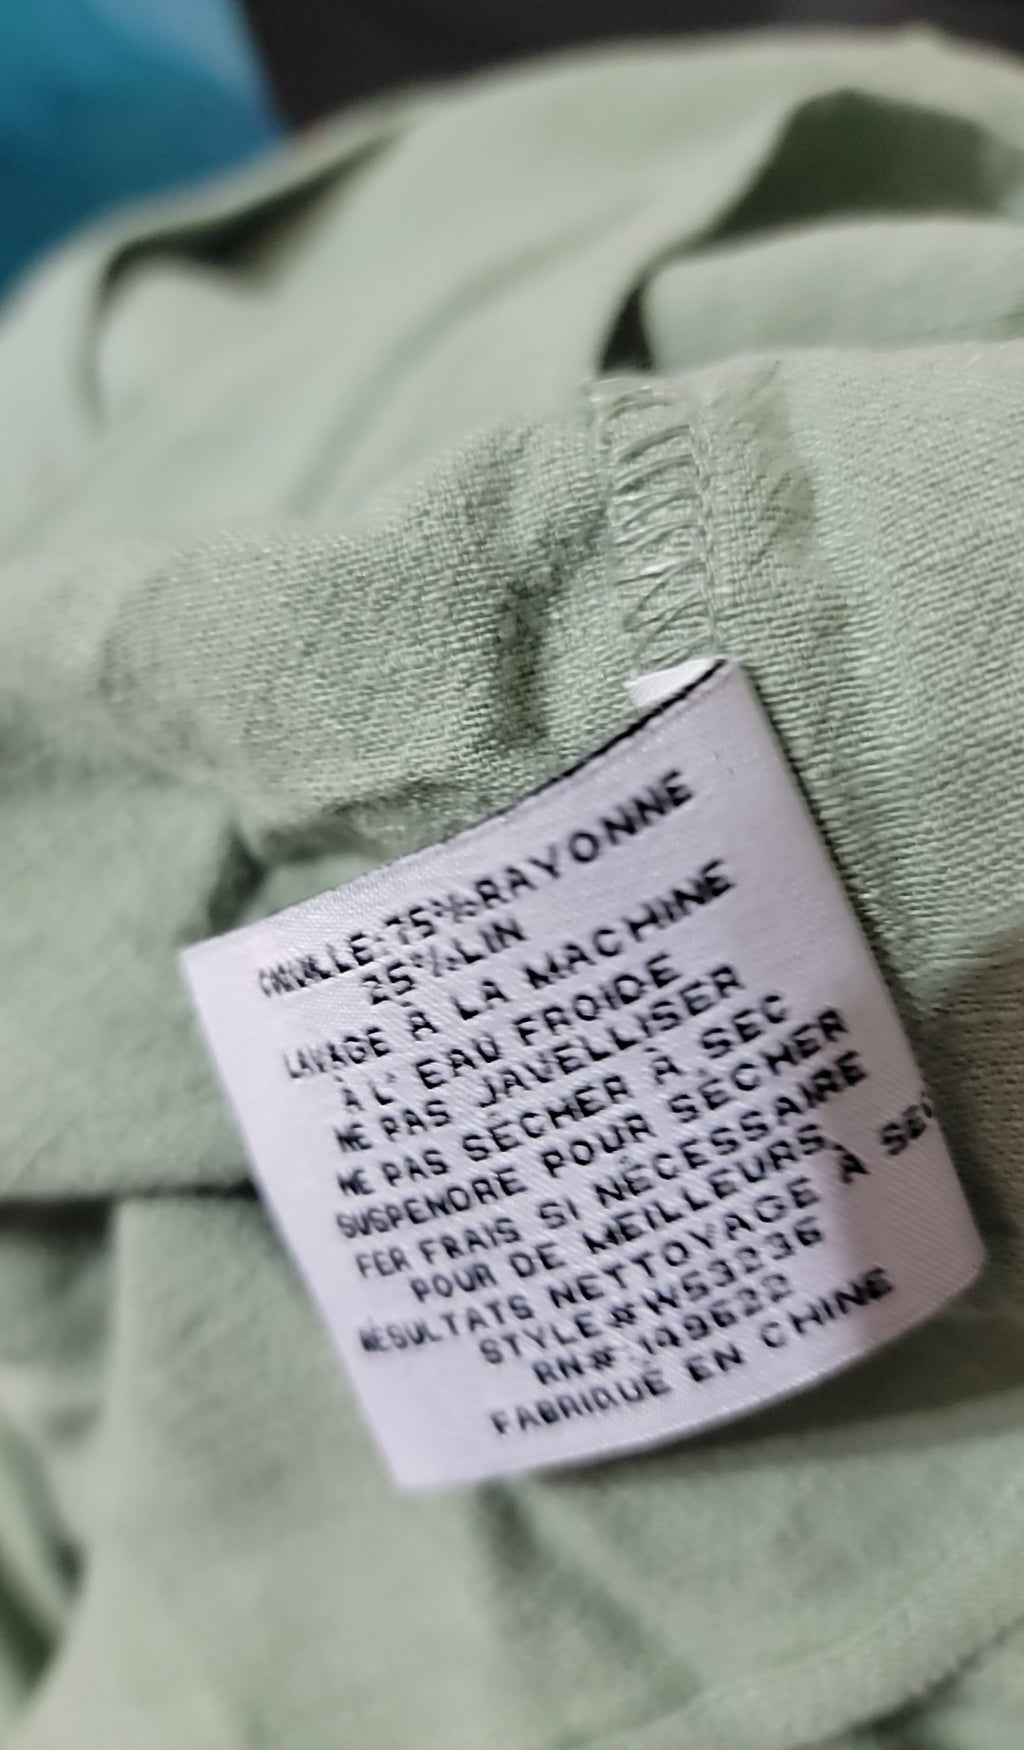 COQUILLE:75%RAYONNE
25%LIN
LAVAGE À LA MACHINE
À L' EAU FROIDE
NE PAS JAVELLISER
NE PAS SÉCHER À SEC
SUSPENDRE POUR SÉCHER
FER FRAIS SI NÉCESSAIRE
POUR DE MEILLEURS
RÉSULTATS NETTOYAGE À SEC
STYLE#W53236
RN# 149622
FABRIQUÉ EN CHINE